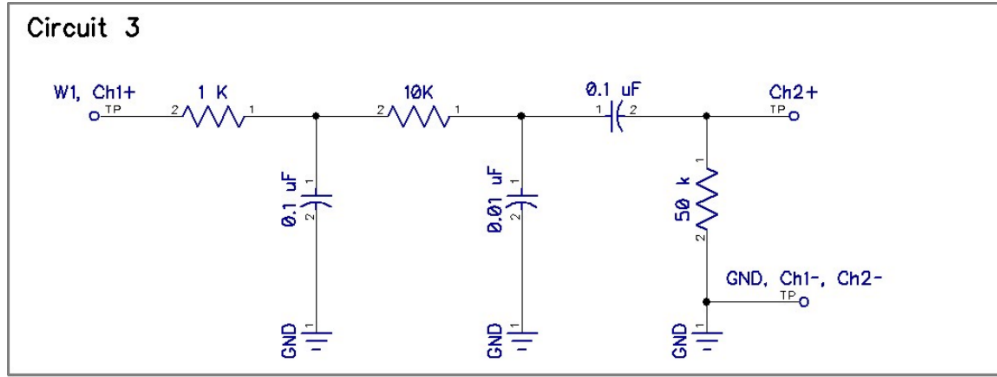 Circuit 3
W1, Ch1+
TP
2
1 K
1
2
10K
1
0.1 uF
1
2
Ch2+
TP
0.1 uF
1
2
0.01 uF
1
2
50 k
1
2
GND, Ch1-, Ch2-
TP
GND
1
GND
1
GND
1